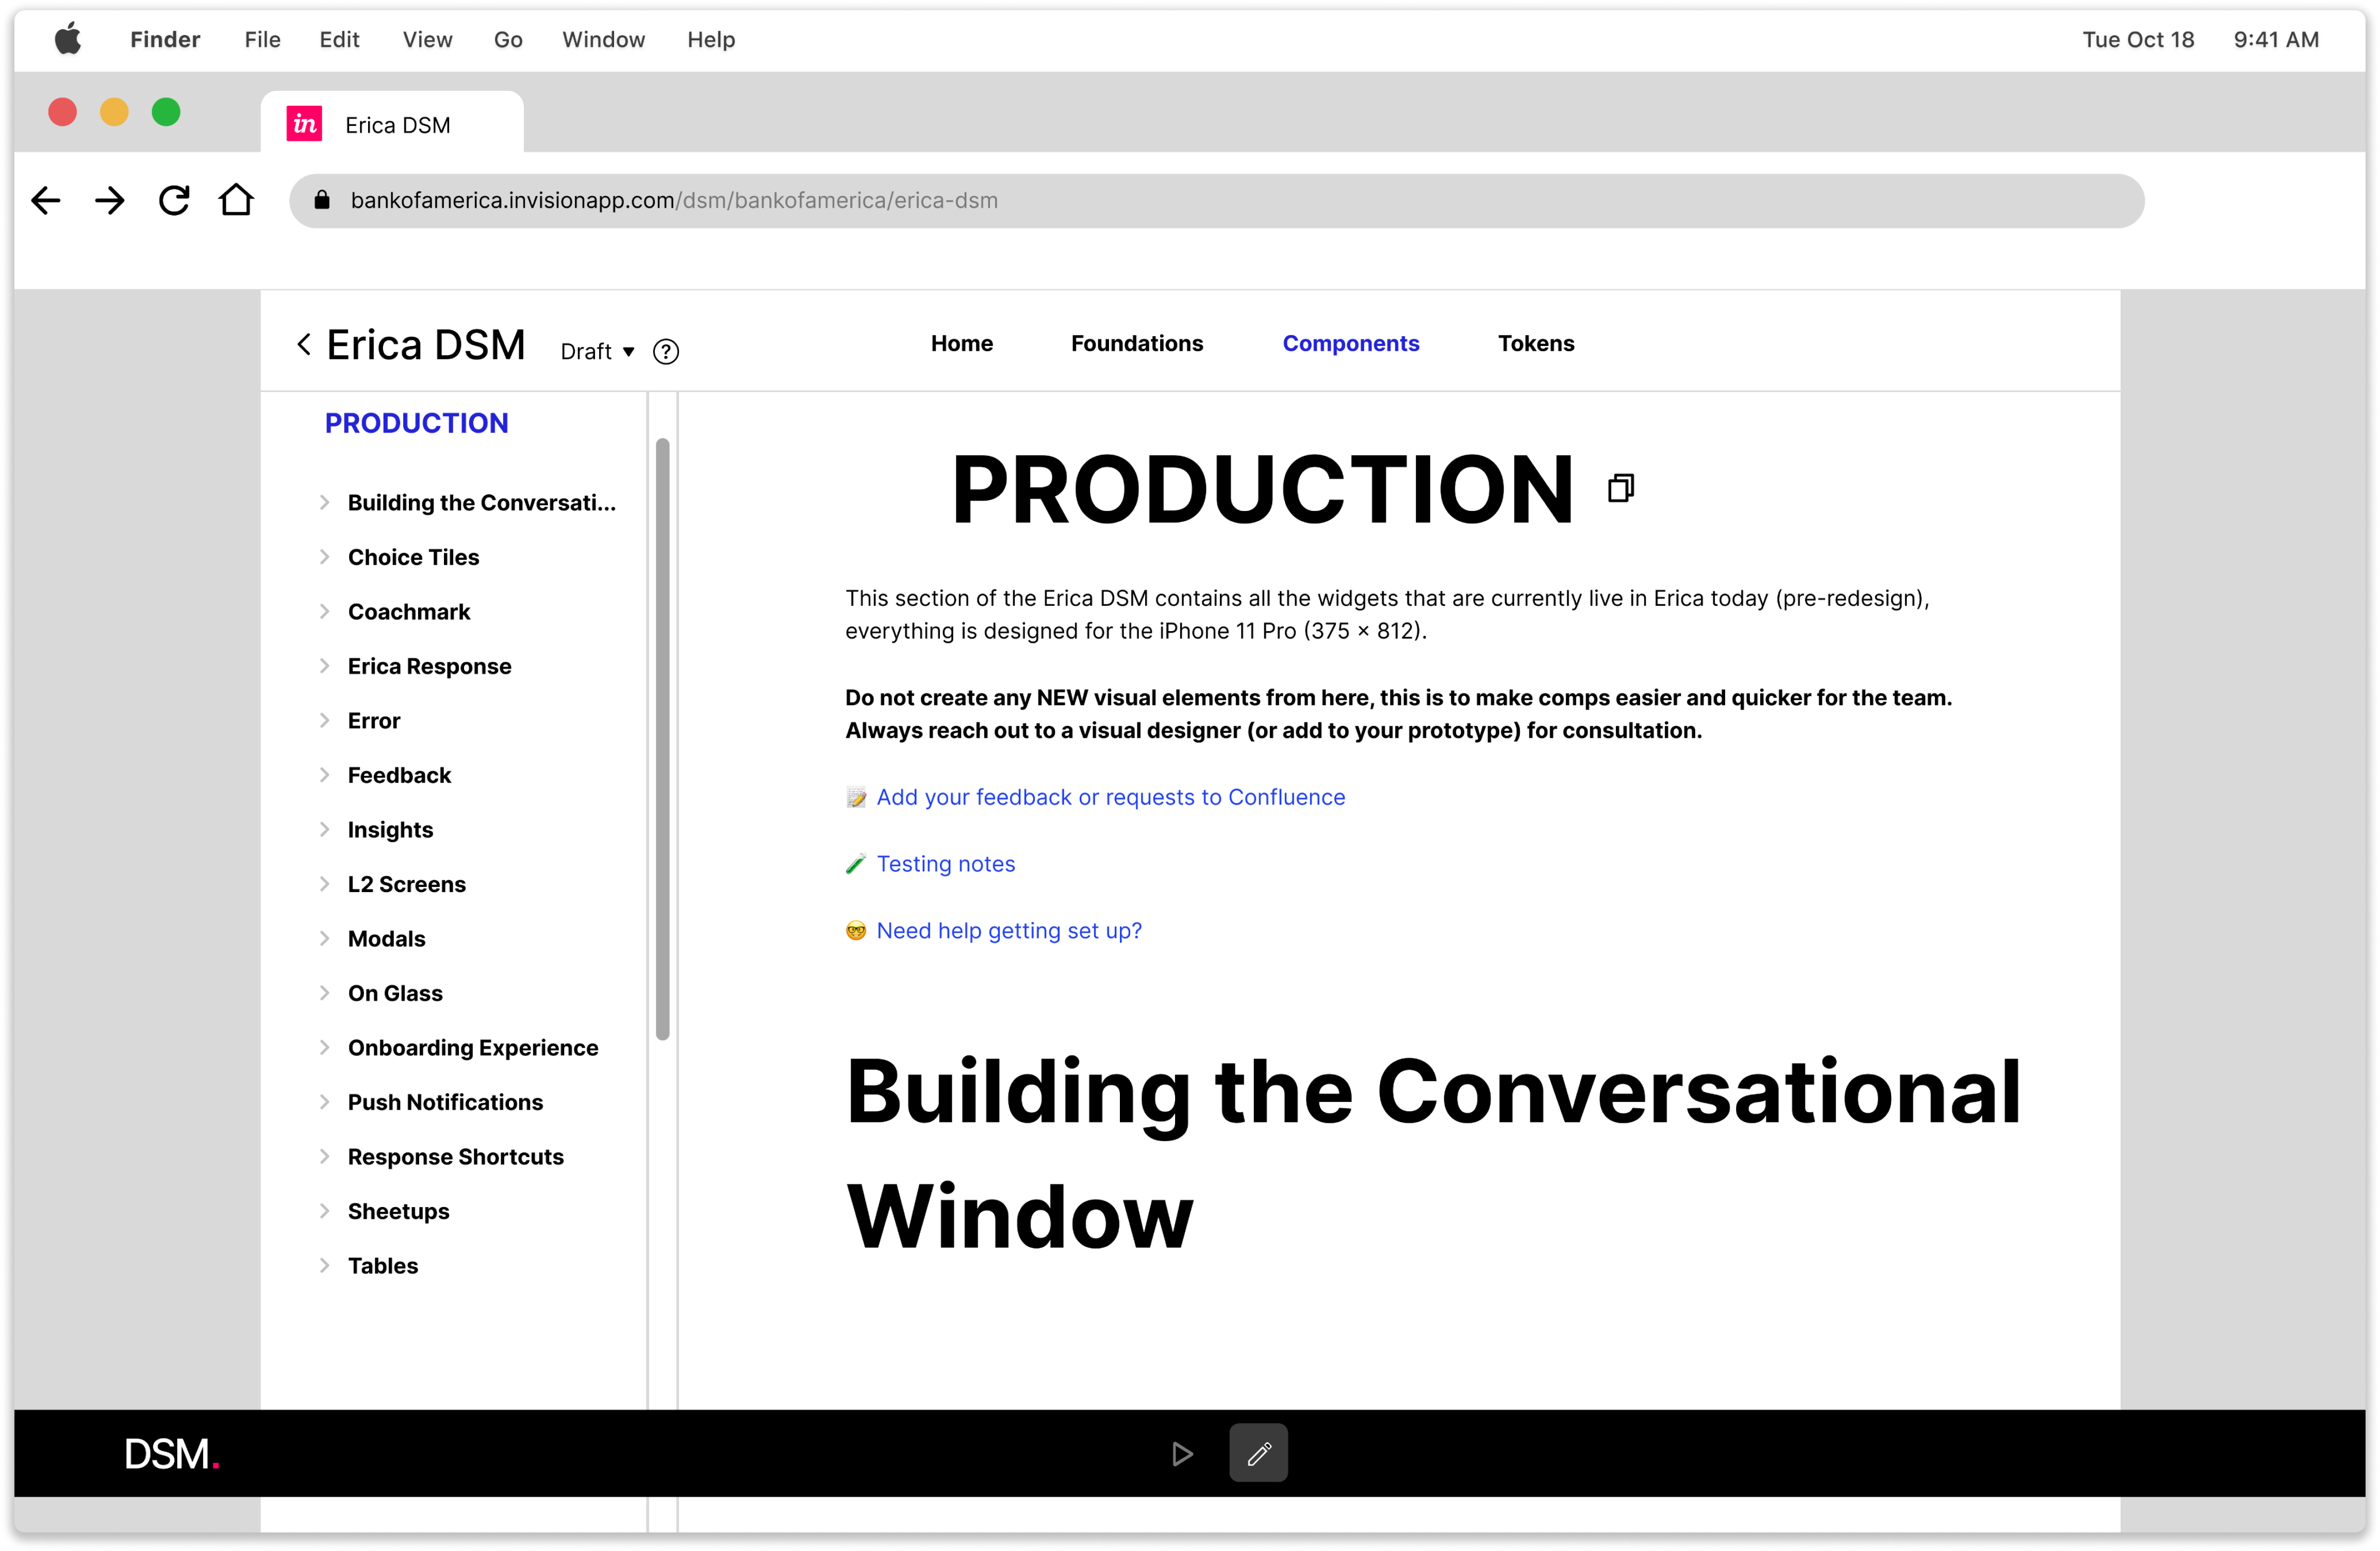 Finder File Edit View Go Window Help Tue Oct 18 9:41 AM
in Erica DSM
bankofamerica.invisionapp.com/dsm/bankofamerica/erica-dsm
Erica DSM Draft ? Home Foundations Components Tokens
PRODUCTION
Building the Conversati...
Choice Tiles
Coachmark
Erica Response
Error
Feedback
Insights
L2 Screens
Modals
On Glass
Onboarding Experience
Push Notifications
Response Shortcuts
Sheetups
Tables
PRODUCTION
This section of the Erica DSM contains all the widgets that are currently live in Erica today (pre-redesign),
everything is designed for the iPhone 11 Pro (375 × 812).
Do not create any NEW visual elements from here, this is to make comps easier and quicker for the team.
Always reach out to a visual designer (or add to your prototype) for consultation.
📝 Add your feedback or requests to Confluence
🧪 Testing notes
🤓 Need help getting set up?
Building the Conversational
Window
DSM.